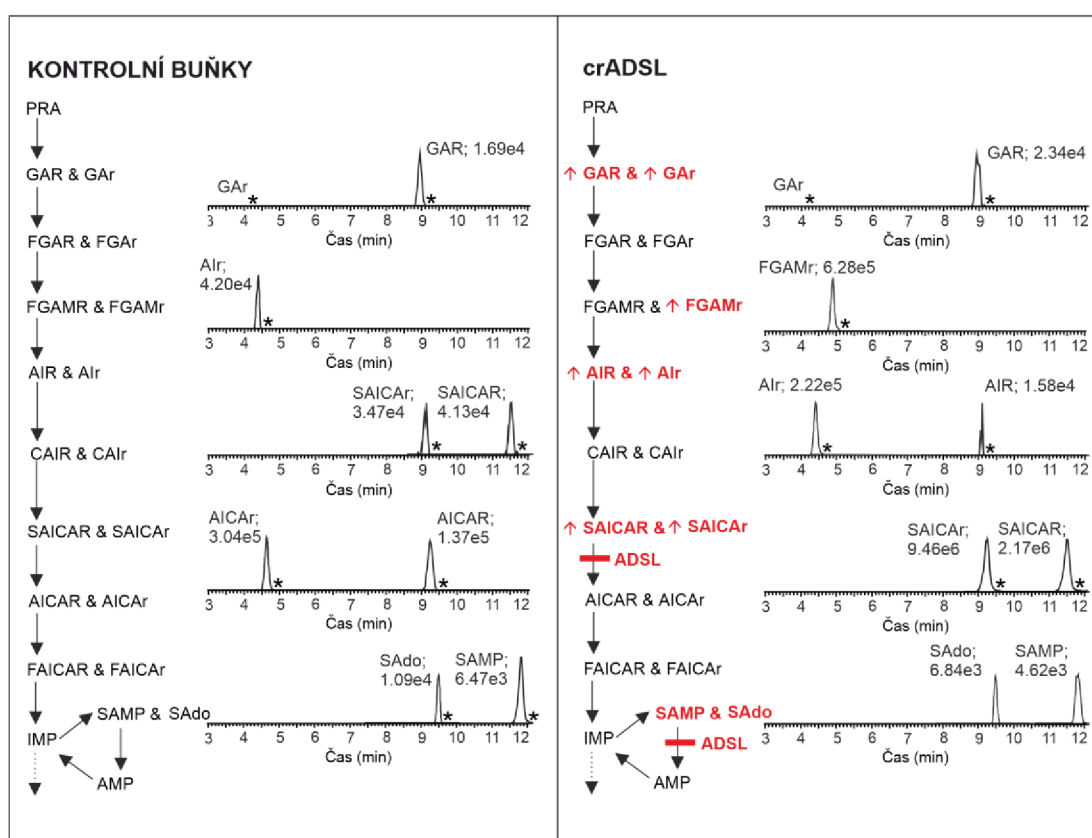 KONTROLNÍ BUŇKY
PRA
GAR & GAr
FGAR & FGAr
FGAMR & FGAMr
AIR & AIr
CAIR & CAIr
SAICAR & SAICAr
AICAR & AICAr
FAICAR & FAICAr
SAMP & SAdo
IMP
AMP
GAr
*
GAR; 1.69e4
*
3 4 5 6 7 8 9 10 11 12
Čas (min)
AIr;
4.20e4
*
3 4 5 6 7 8 9 10 11 12
Čas (min)
SAICAr;
3.47e4
*
SAICAR;
4.13e4
*
3 4 5 6 7 8 9 10 11 12
Čas (min)
AICAr;
3.04e5
*
AICAR;
1.37e5
*
3 4 5 6 7 8 9 10 11 12
Čas (min)
SAdo;
1.09e4
*
SAMP;
6.47e3
*
3 4 5 6 7 8 9 10 11 12
Čas (min)
crADSL
PRA
↑ GAR & ↑ GAr
FGAR & FGAr
FGAMR & ↑ FGAMr
↑ AIR & ↑ AIr
CAIR & CAIr
↑ SAICAR & ↑ SAICAr
ADSL
AICAR & AICAr
FAICAR & FAICAr
SAMP & SAdo
IMP
ADSL
AMP
GAr
*
GAR; 2.34e4
*
3 4 5 6 7 8 9 10 11 12
Čas (min)
FGAMr; 6.28e5
*
3 4 5 6 7 8 9 10 11 12
Čas (min)
AIr; 2.22e5
*
AIR; 1.58e4
*
3 4 5 6 7 8 9 10 11 12
Čas (min)
SAICAr;
9.46e6
*
SAICAR;
2.17e6
*
3 4 5 6 7 8 9 10 11 12
Čas (min)
SAdo;
6.84e3
SAMP;
4.62e3
3 4 5 6 7 8 9 10 11 12
Čas (min)